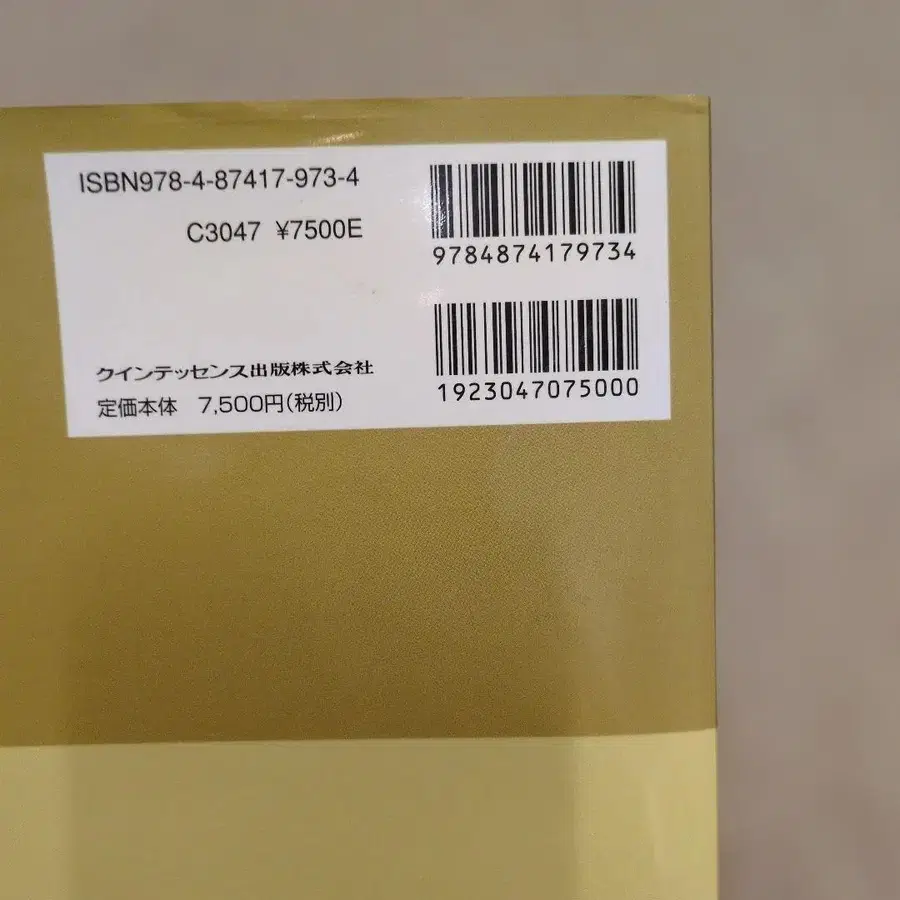 ISBN978-4-87417-973-4
C3047 ¥7500E
9784874179734
1923047075000
クインテッセンス出版株式会社
定価本体 7,500円(税別)